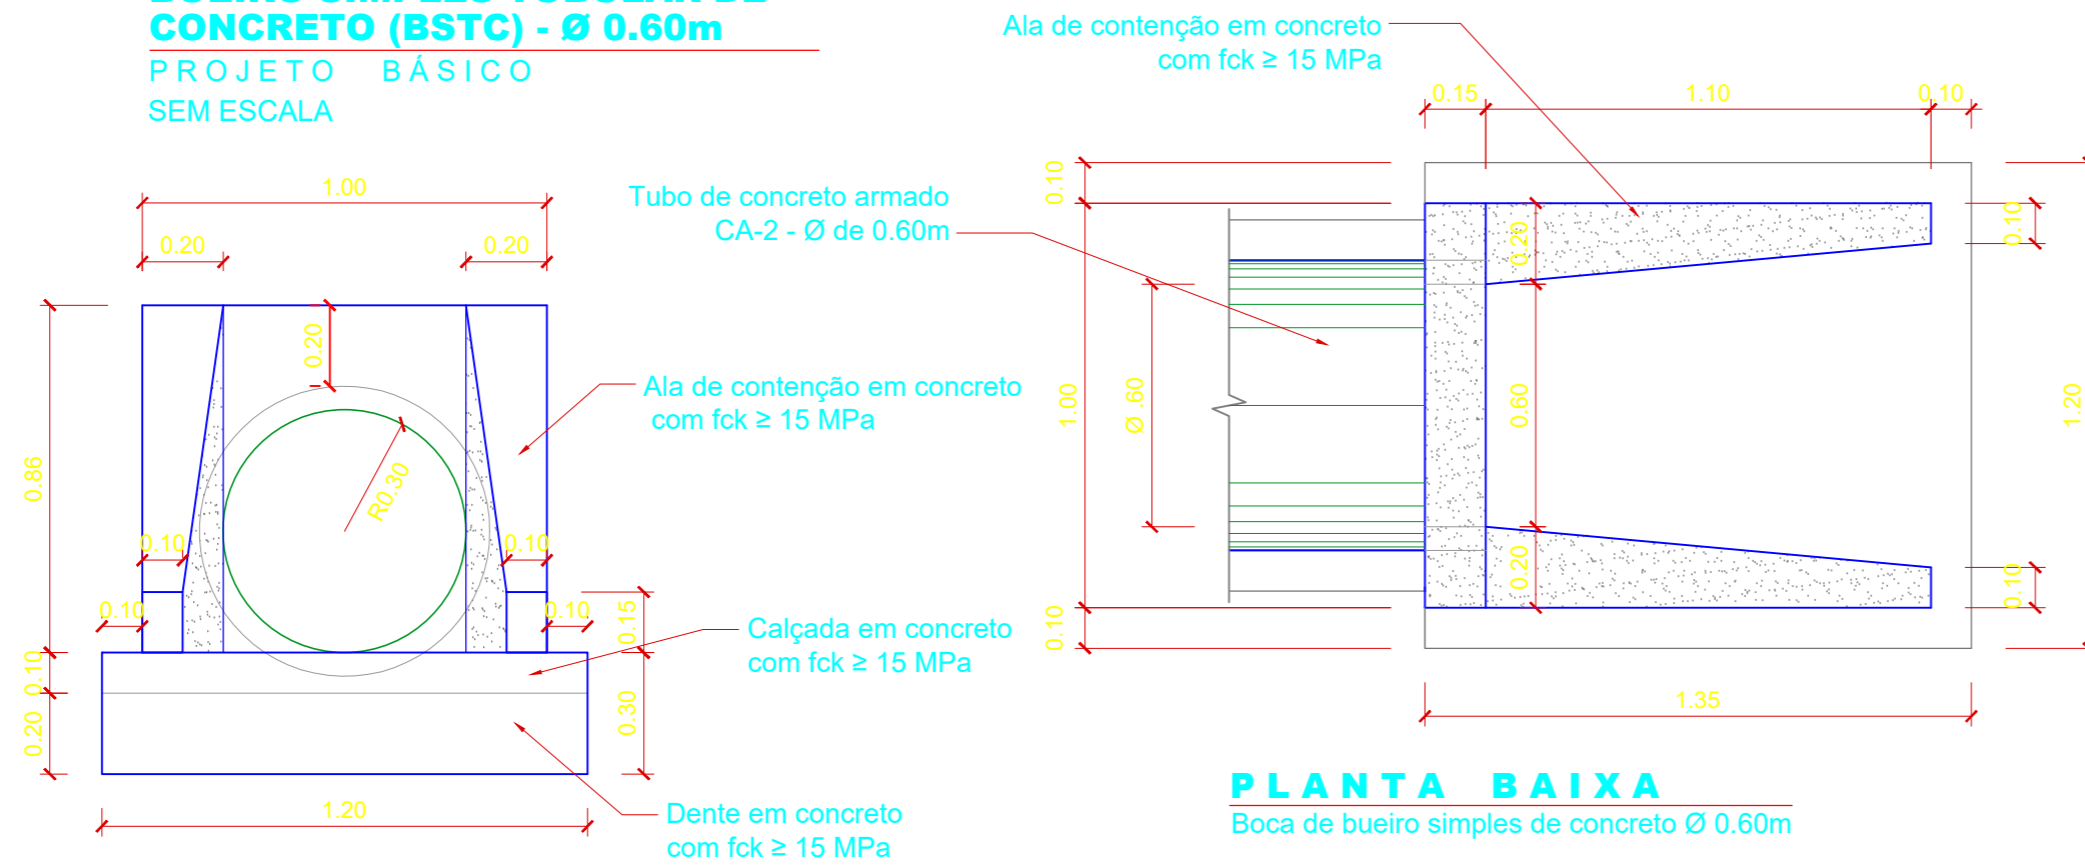 CONCRETO (BSTC) - Ø 0.60m
PROJETO BÁSICO
SEM ESCALA
1.00
0.20
0.20
0.20
0.86
R0.30
0.10
0.10
0.10
0.10
0.15
0.10
0.20
0.30
1.20
Ala de contenção em concreto
com fck ≥ 15 MPa
Calçada em concreto
com fck ≥ 15 MPa
Dente em concreto
com fck ≥ 15 MPa
Ala de contenção em concreto
com fck ≥ 15 MPa
Tubo de concreto armado
CA-2 - Ø de 0.60m
0.15
1.10
0.10
0.10
1.00
0.10
Ø .60
0.20
0.60
0.20
0.10
0.10
1.20
1.35
PLANTA BAIXA
Boca de bueiro simples de concreto Ø 0.60m